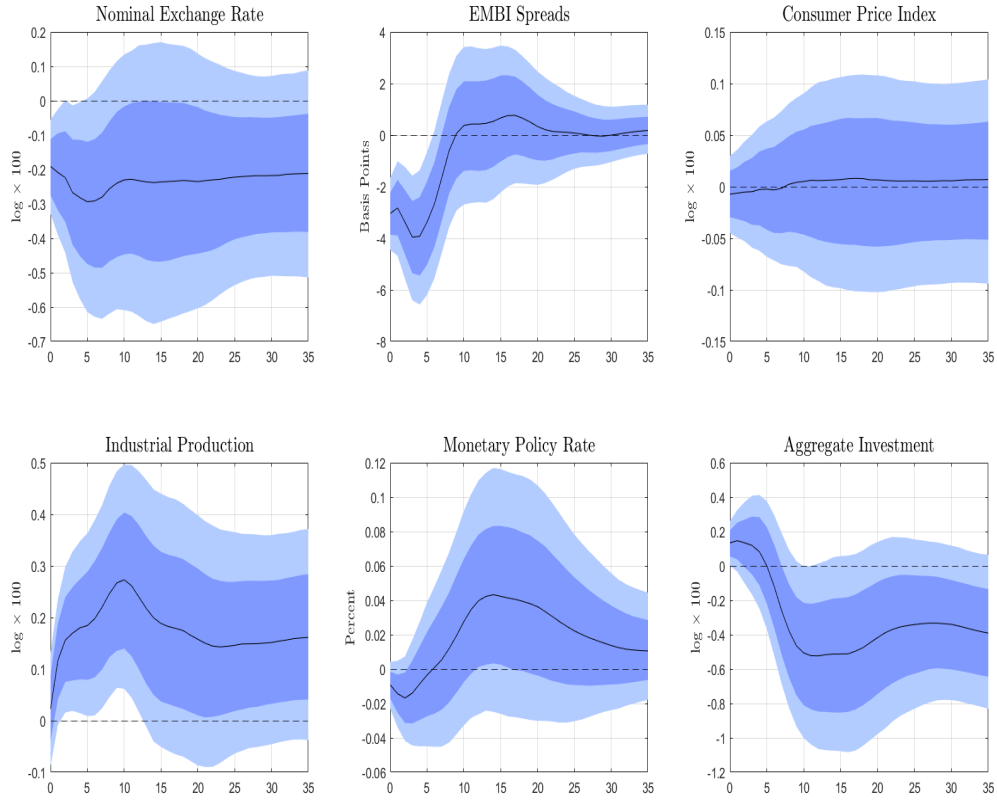 Nominal Exchange Rate
log × 100
0.2
0.1
0
-0.1
-0.2
-0.3
-0.4
-0.5
-0.6
-0.7
0 5 10 15 20 25 30 35
EMBI Spreads
Basis Points
4
2
0
-2
-4
-6
-8
0 5 10 15 20 25 30 35
Consumer Price Index
log × 100
0.15
0.1
0.05
0
-0.05
-0.1
-0.15
0 5 10 15 20 25 30 35
Industrial Production
log × 100
0.5
0.4
0.3
0.2
0.1
0
-0.1
0 5 10 15 20 25 30 35
Monetary Policy Rate
Percent
0.12
0.1
0.08
0.06
0.04
0.02
0
-0.02
-0.04
-0.06
0 5 10 15 20 25 30 35
Aggregate Investment
log × 100
0.6
0.4
0.2
0
-0.2
-0.4
-0.6
-0.8
-1
-1.2
0 5 10 15 20 25 30 35